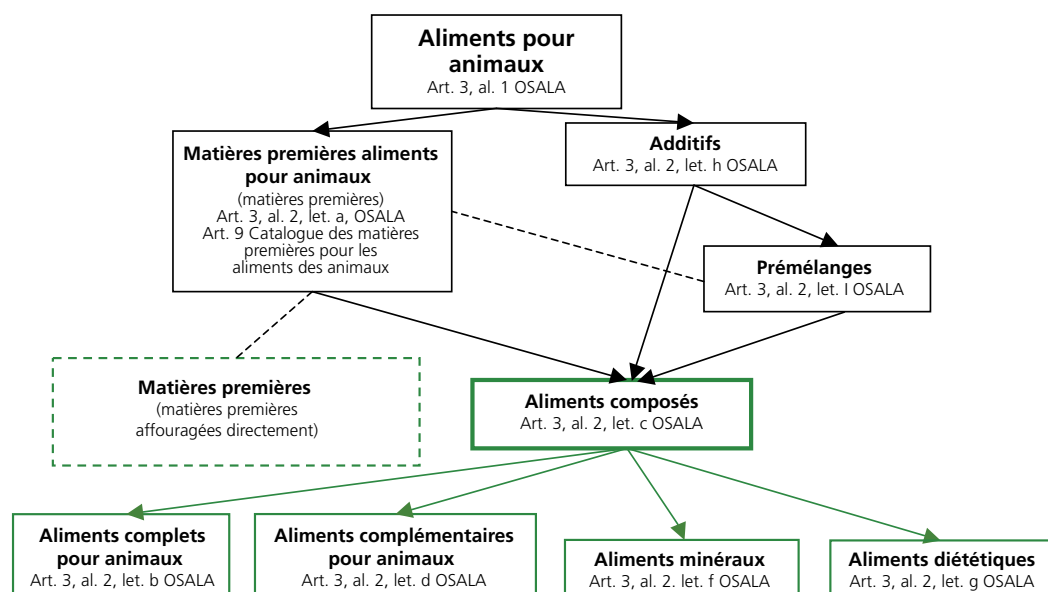 Aliments pour
animaux
Art. 3, al. 1 OSALA
Matières premières aliments
pour animaux
(matières premières)
Art. 3, al. 2, let. a, OSALA
Art. 9 Catalogue des matières
premières pour les
aliments des animaux
Additifs
Art. 3, al. 2, let. h OSALA
Prémélanges
Art. 3, al. 2, let. I OSALA
Matières premières
(matières premières
affouragées directement)
Aliments composés
Art. 3, al. 2, let. c OSALA
Aliments complets
pour animaux
Art. 3, al. 2, let. b OSALA
Aliments complémentaires
pour animaux
Art. 3, al. 2, let. d OSALA
Aliments minéraux
Art. 3, al. 2. let. f OSALA
Aliments diététiques
Art. 3, al. 2, let. g OSALA